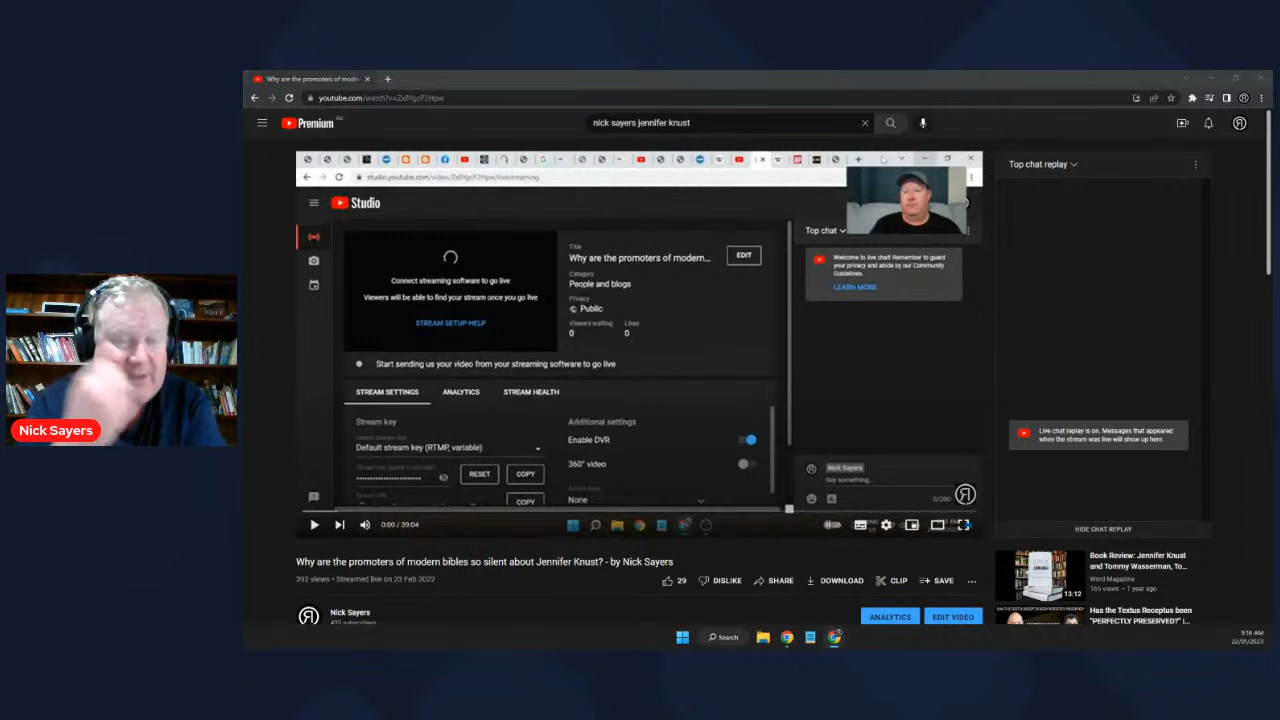 Why are the promoters of mode
youtube.com/watch?v=Zx8YgcP2Hpw
Premium
AU
nick sayers jennifer knust
studio.youtube.com/video/Zx8YgcP2Hpw/livestreaming
Studio
Connect streaming software to go live
Viewers will be able to find your stream once you go live
STREAM SETUP HELP
Title
Why are the promoters of modern...
EDIT
Category
People and blogs
Privacy
Public
Viewers waiting
Likes
0
0
Start sending us your video from your streaming software to go live
STREAM SETTINGS
ANALYTICS
STREAM HEALTH
Stream key
Default stream key (RTMP, variable)
RESET
COPY
COPY
Additional settings
Enable DVR
360° video
None
Top chat
Welcome to live chat! Remember to guard
your privacy and abide by our Community
Guidelines.
LEARN MORE
Nick Sayers
Say something...
0/200
0:00 / 39:04
Top chat replay
Live chat replay is on. Messages that appeared
when the stream was live will show up here.
HIDE CHAT REPLAY
Why are the promoters of modern bibles so silent about Jennifer Knust? - by Nick Sayers
392 views • Streamed live on 23 Feb 2022
29
DISLIKE
SHARE
DOWNLOAD
CLIP
SAVE
Nick Sayers
435 subscribers
ANALYTICS
EDIT VIDEO
Book Review: Jennifer Knust
and Tommy Wasserman, To...
Word Magazine
165 views • 1 year ago
13:12
Has the Textus Receptus been
"PERFECTLY PRESERVED?" |...
Search
9:16 AM
22/01/2023
Nick Sayers